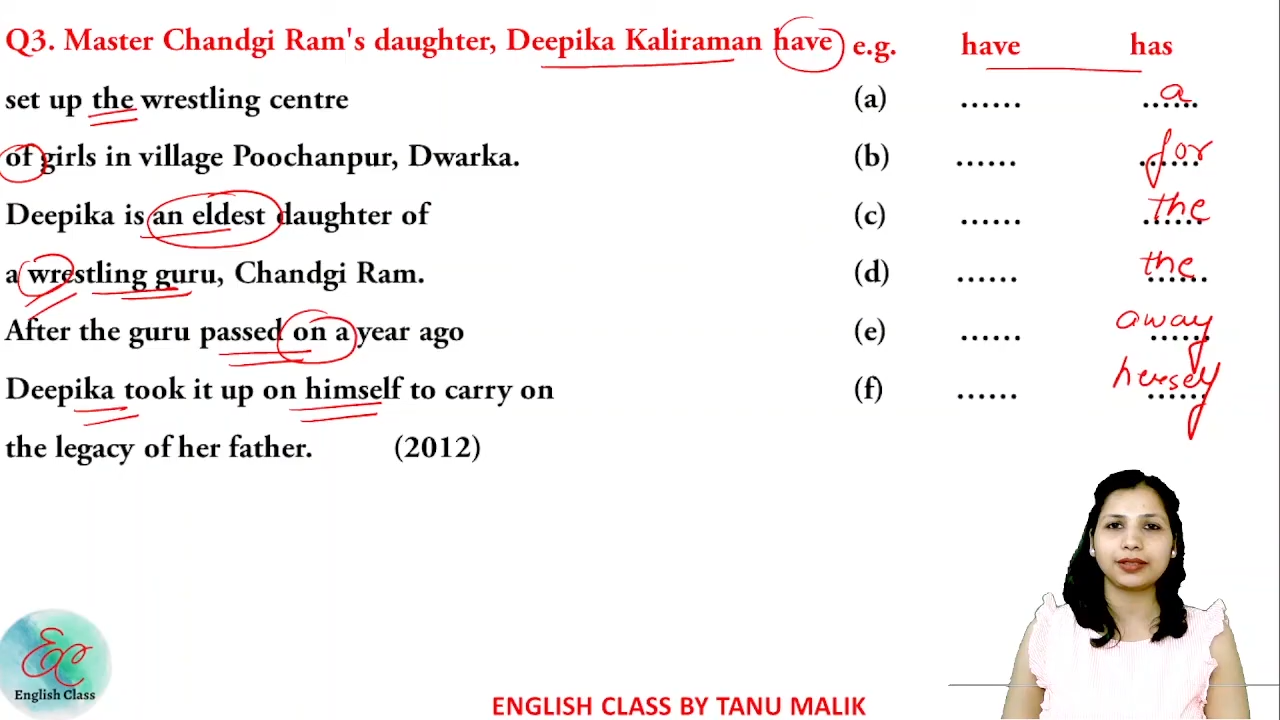 Q3. Master Chandgi Ram's daughter, Deepika Kaliraman have e.g. have has
set up the wrestling centre (a) ...... ...... a
of girls in village Poochanpur, Dwarka. (b) ...... ...... for
Deepika is an eldest daughter of (c) ...... ...... the
a wrestling guru, Chandgi Ram. (d) ...... ...... the
After the guru passed on a year ago (e) ...... ...... away
Deepika took it up on himself to carry on (f) ...... ...... herself
the legacy of her father. (2012)
EC
English Class
ENGLISH CLASS BY TANU MALIK